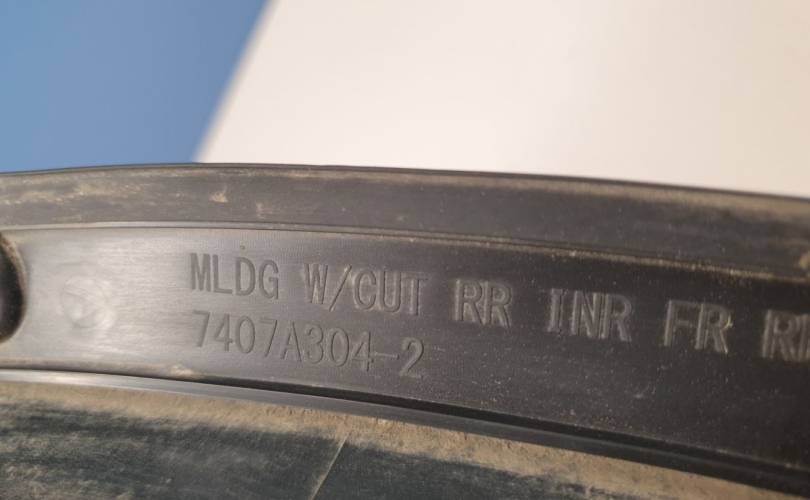 MLDG W/CUT RR INR FR
7407A304-2